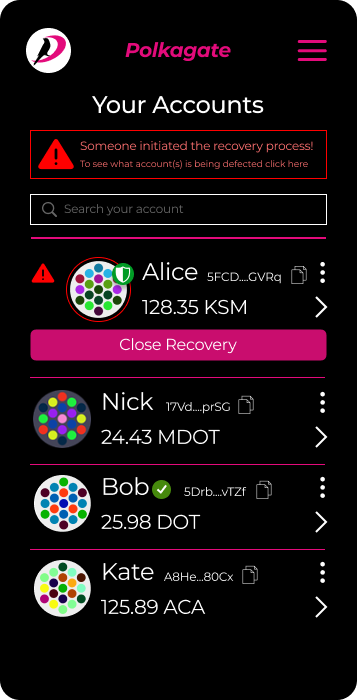 Polkagate
Your Accounts
Someone initiated the recovery process!
To see what account(s) is being defected click here
Search your account
Alice 5FCD....GVRq
128.35 KSM
Close Recovery
Nick 17Vd....prSG
24.43 MDOT
Bob 5Drb....vTZf
25.98 DOT
Kate A8He...80Cx
125.89 ACA